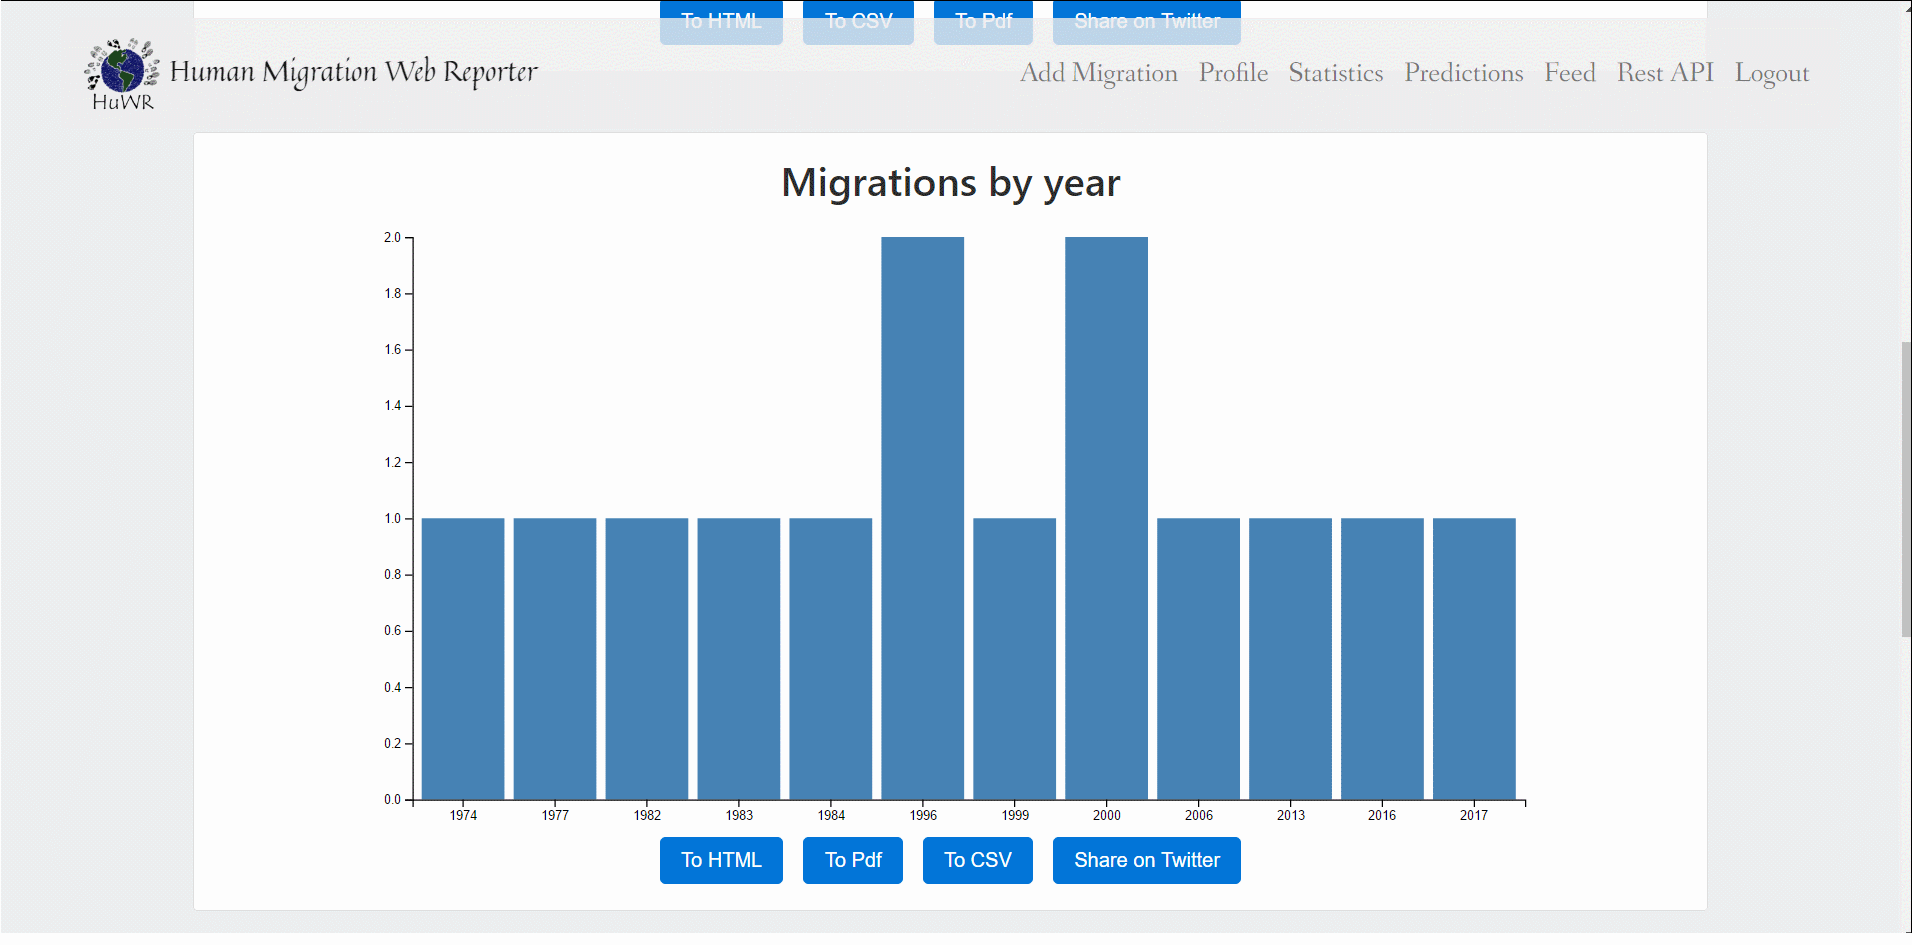 To HTML To CSV To Pdf Share on Twitter
HuWR
Human Migration Web Reporter
Add Migration Profile Statistics Predictions Feed Rest API Logout
Migrations by year
2.0
1.8
1.6
1.4
1.2
1.0
0.8
0.6
0.4
0.2
0.0
1974 1977 1982 1983 1984 1996 1999 2000 2006 2013 2016 2017
To HTML To Pdf To CSV Share on Twitter